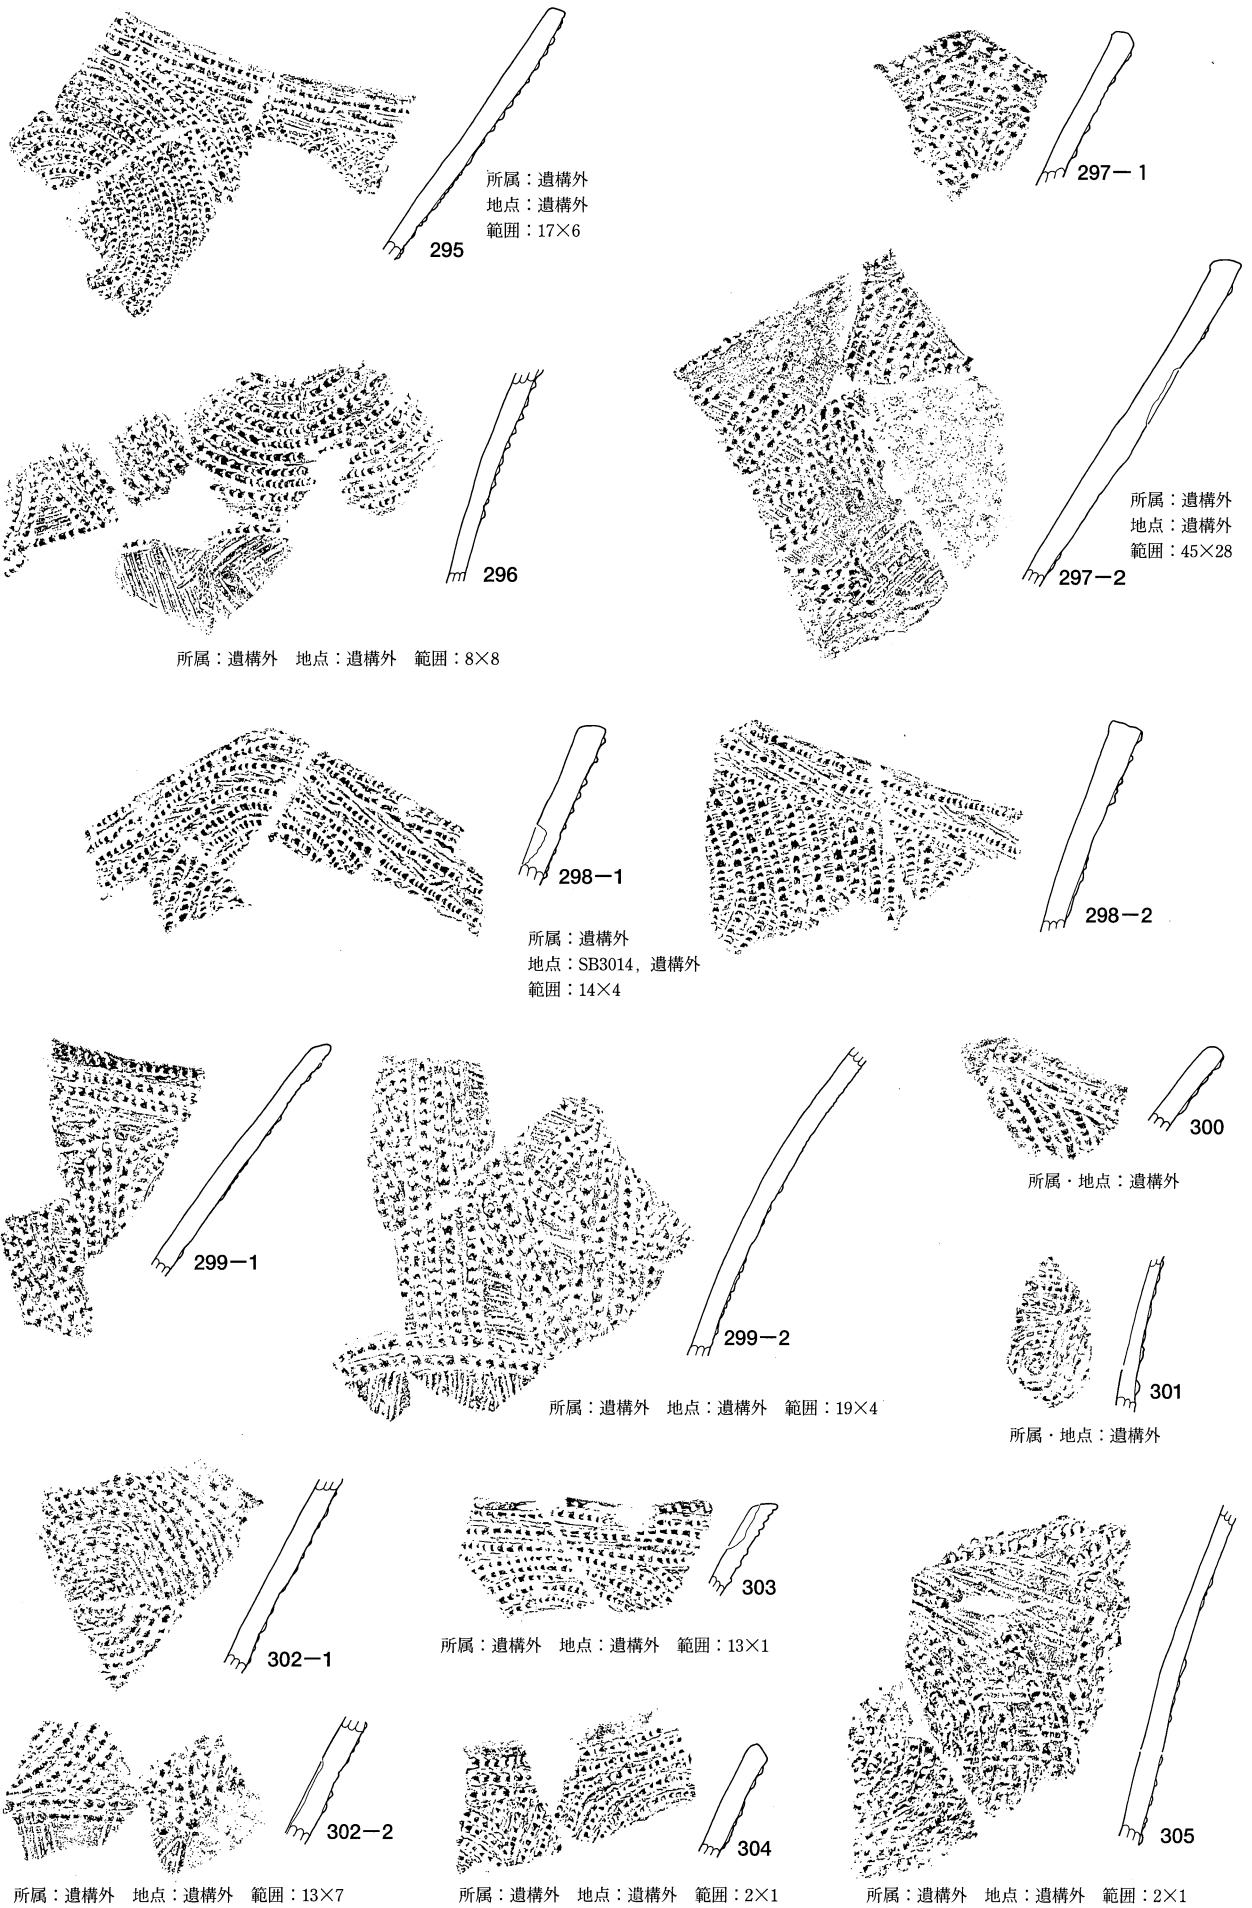 所属：遺構外
地点：遺構外
範囲：17×6
295
297－1
296
所属：遺構外　地点：遺構外　範囲：8×8
所属：遺構外
地点：遺構外
範囲：45×28
297－2
298－1
所属：遺構外
地点：SB3014，遺構外
範囲：14×4
298－2
299－1
299－2
所属：遺構外　地点：遺構外　範囲：19×4
300
所属・地点：遺構外
301
所属・地点：遺構外
302－1
303
所属：遺構外　地点：遺構外　範囲：13×1
302－2
所属：遺構外　地点：遺構外　範囲：13×7
304
所属：遺構外　地点：遺構外　範囲：2×1
305
所属：遺構外　地点：遺構外　範囲：2×1